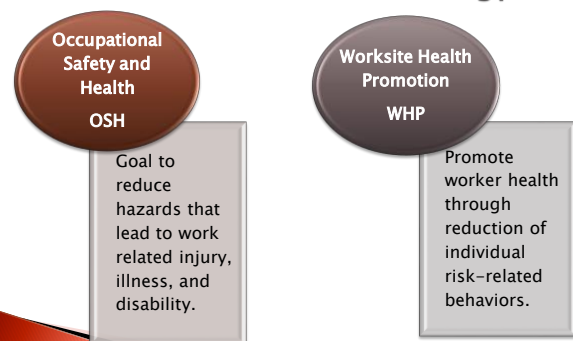 Occupational
Safety and
Health
OSH
Goal to
reduce
hazards that
lead to work
related injury,
illness, and
disability.
Worksite Health
Promotion
WHP
Promote
worker health
through
reduction of
individual
risk-related
behaviors.